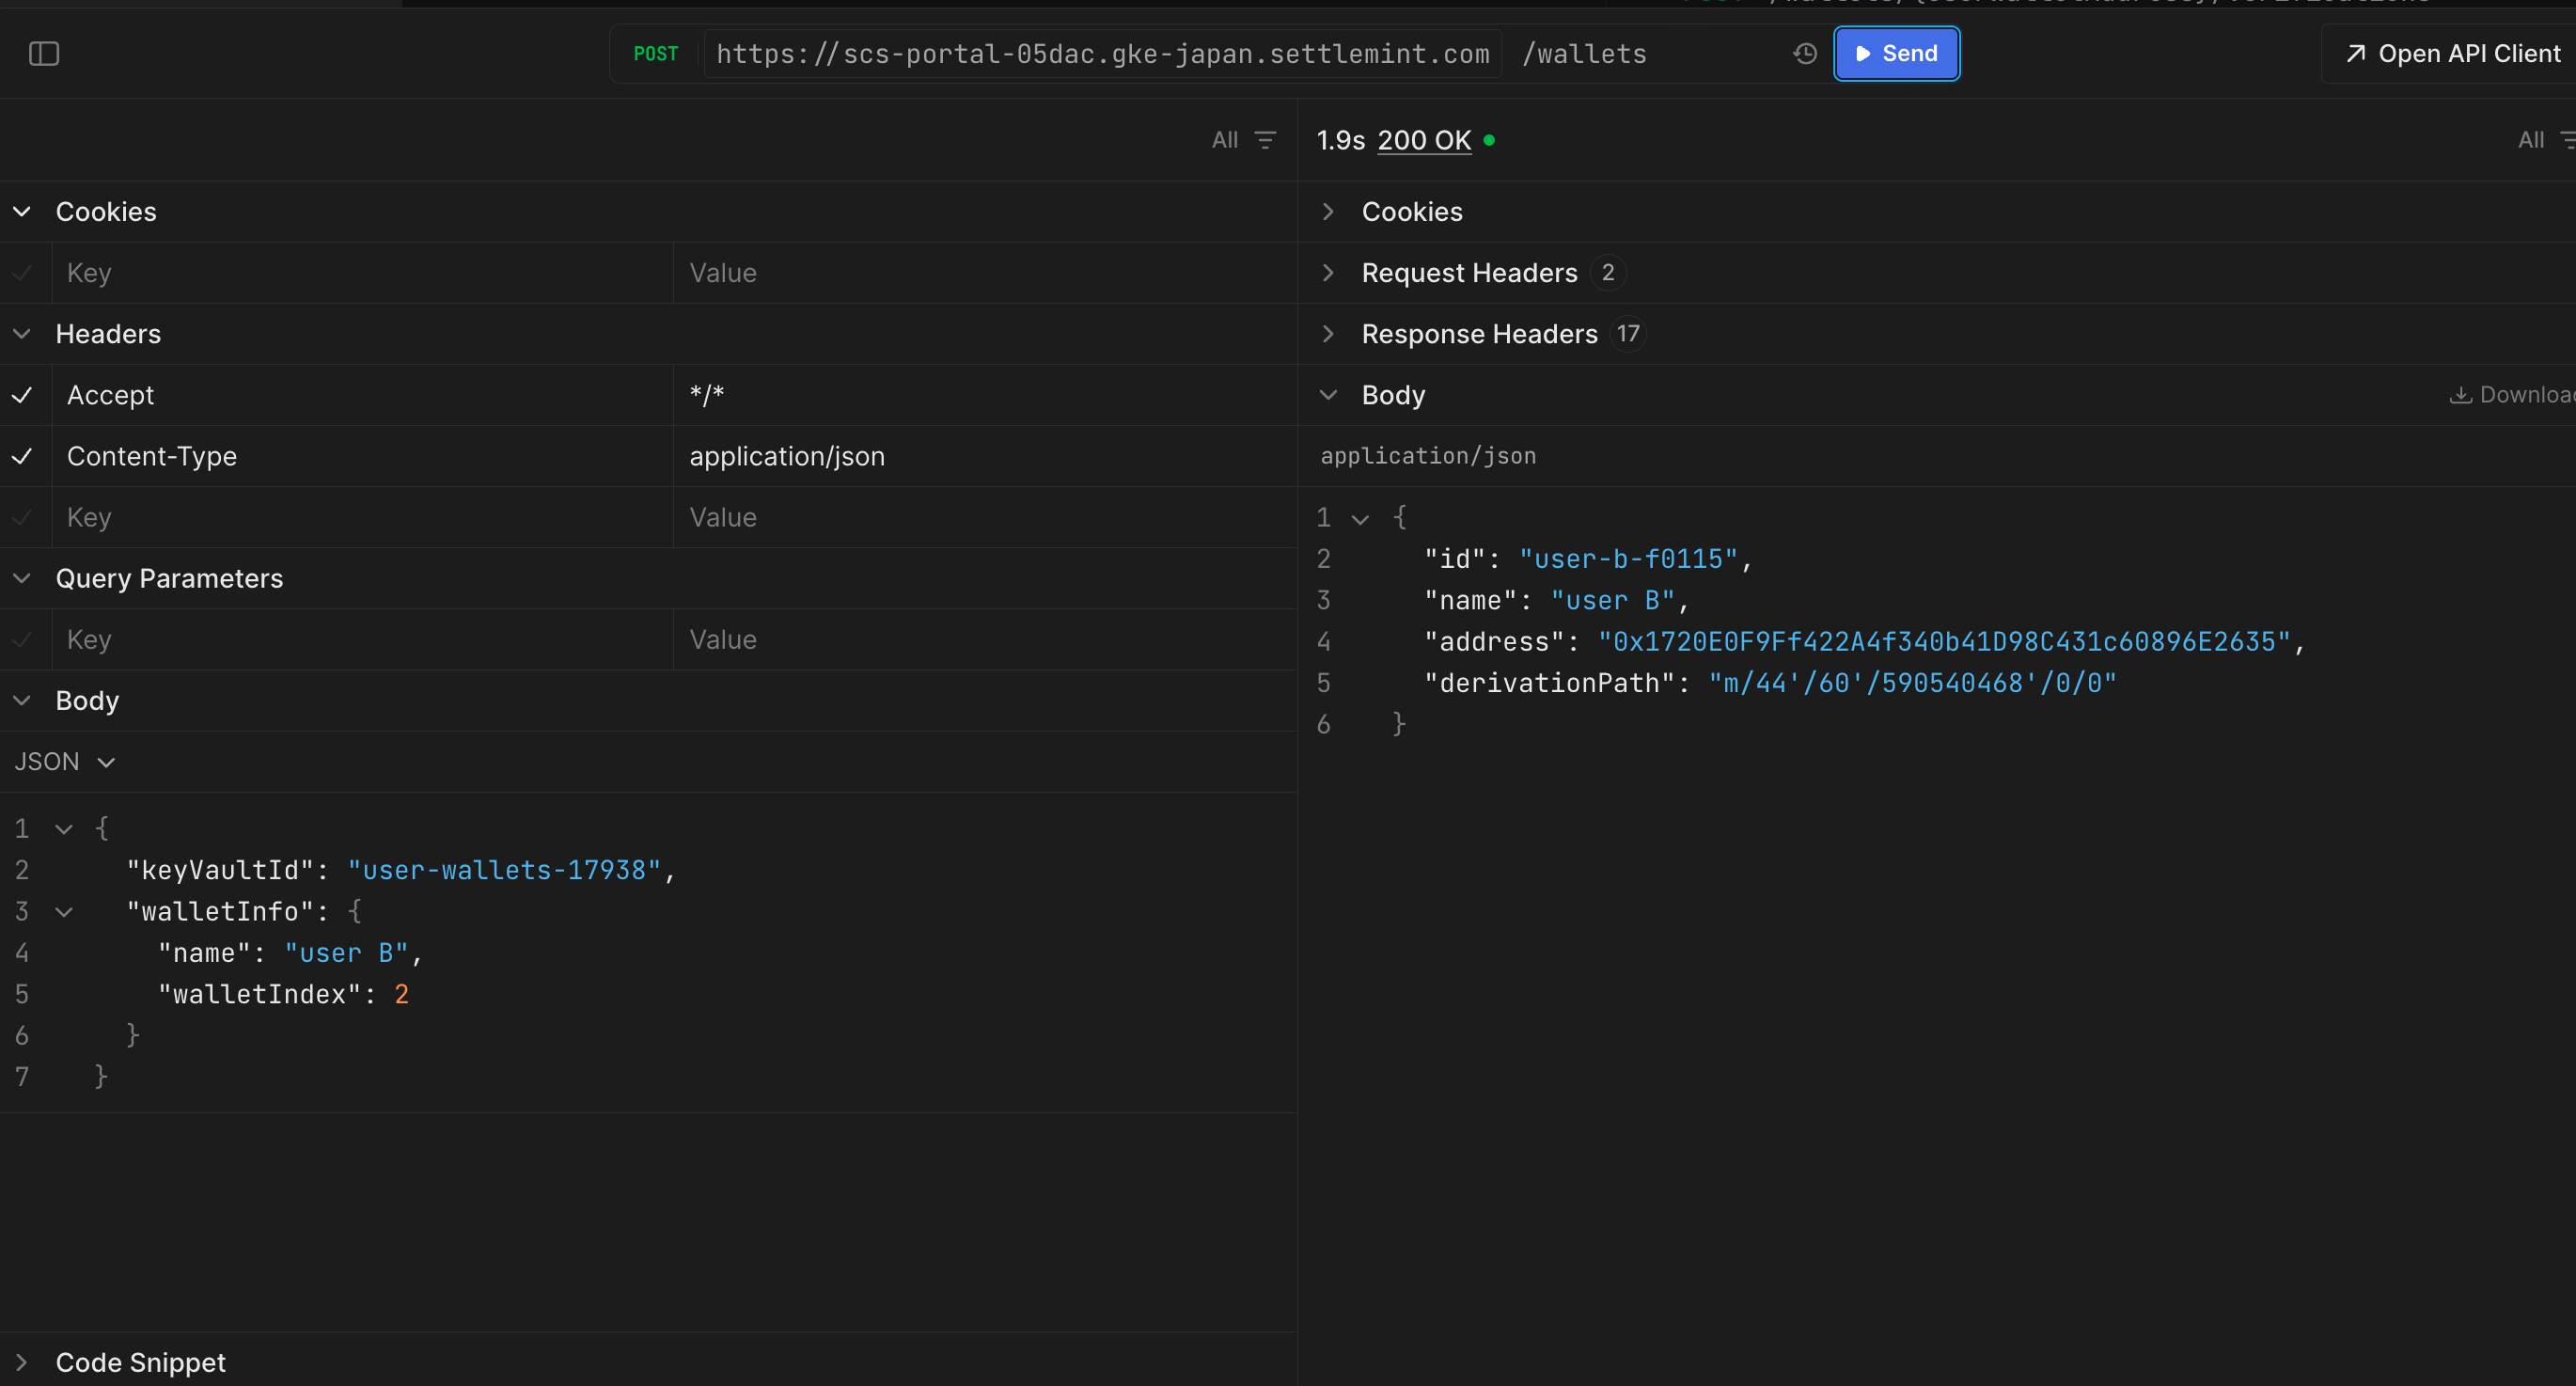 POST https://scs-portal-05dac.gke-japan.settlemint.com /wallets Send Open API Client
All
Cookies
Key Value
Headers
Accept */*
Content-Type application/json
Key Value
Query Parameters
Key Value
Body
JSON
1 {
2 "keyVaultId": "user-wallets-17938",
3 "walletInfo": {
4 "name": "user B",
5 "walletIndex": 2
6 }
7 }
Code Snippet
1.9s 200 OK All
Cookies
Request Headers 2
Response Headers 17
Body Download
application/json
1 {
2 "id": "user-b-f0115",
3 "name": "user B",
4 "address": "0x1720E0F9Ff422A4f340b41D98C431c60896E2635",
5 "derivationPath": "m/44'/60'/590540468'/0/0"
6 }